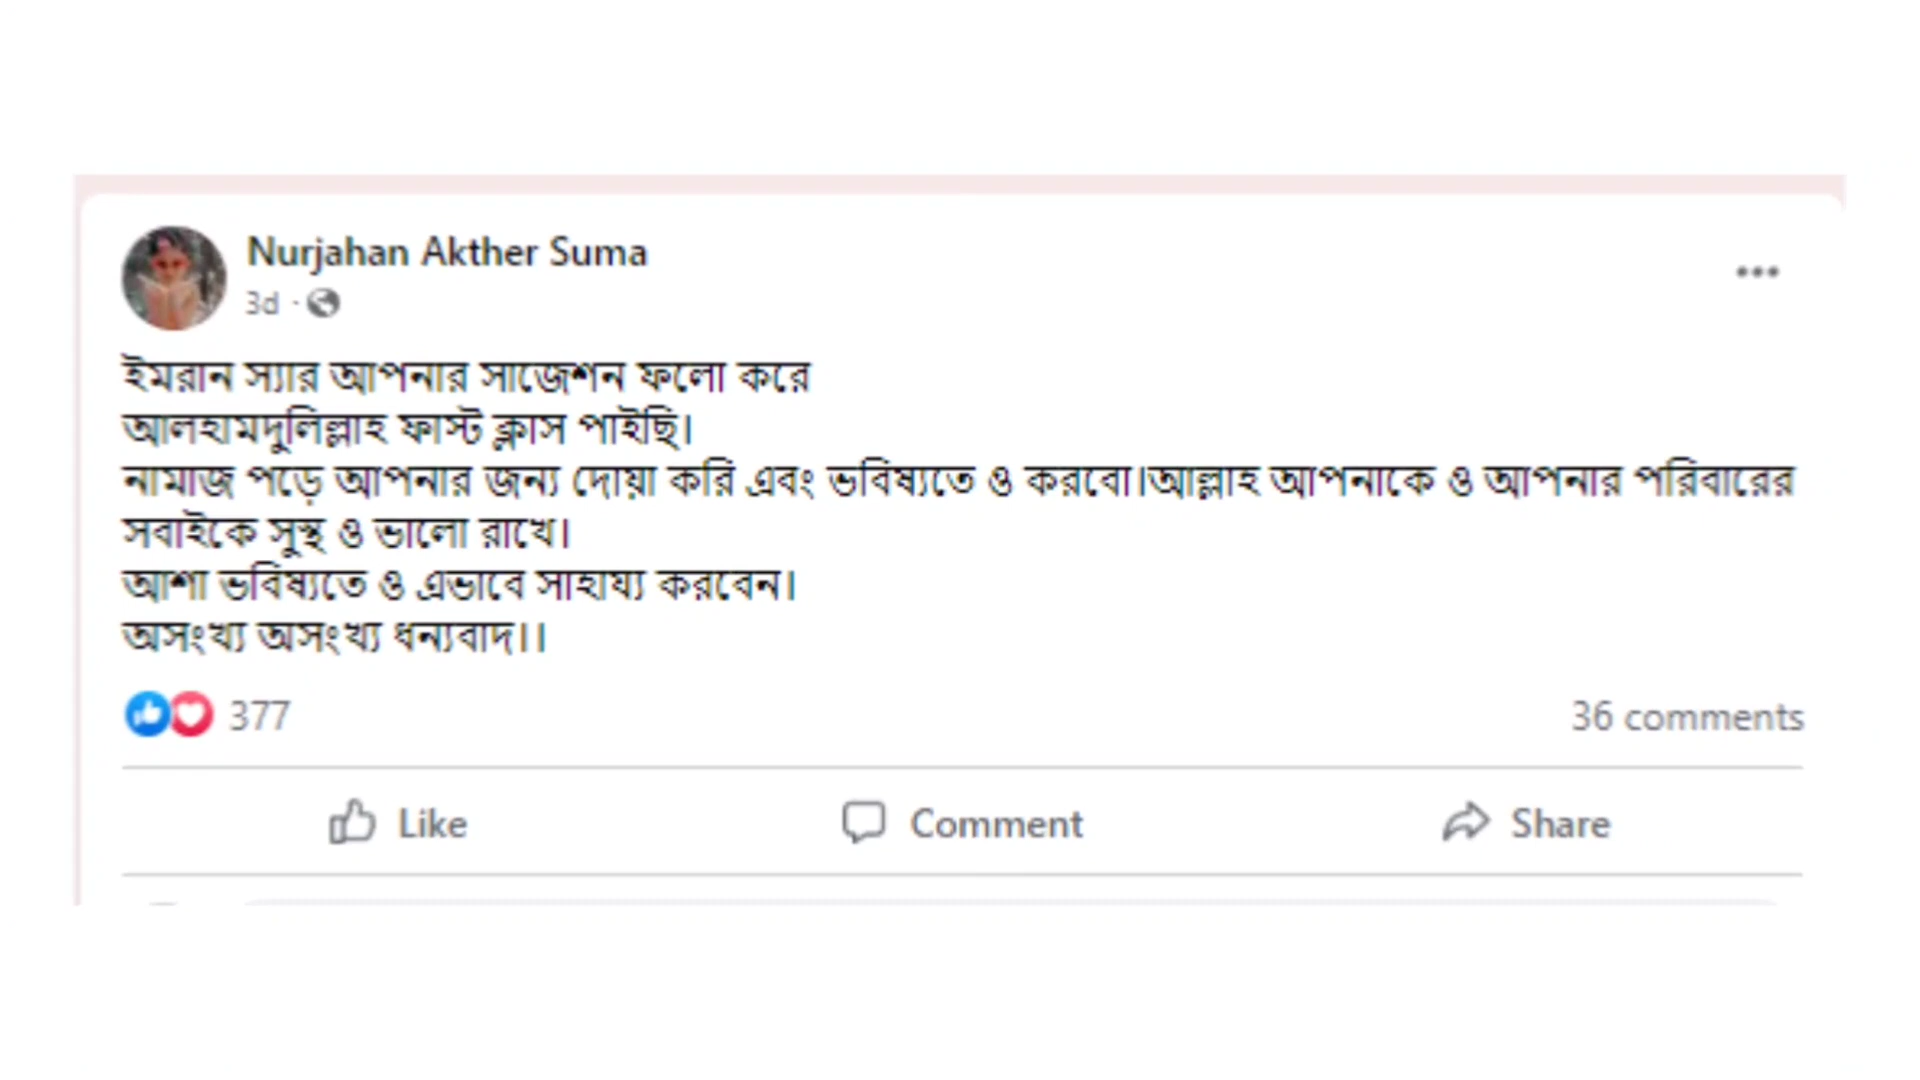 Nurjahan Akther Suma
3d ·
ইমরান স্যার আপনার সাজেশন ফলো করে
আলহামদুলিল্লাহ ফাস্ট ক্লাস পাইছি।
নামাজ পড়ে আপনার জন্য দোয়া করি এবং ভবিষ্যতে ও করবো।আল্লাহ আপনাকে ও আপনার পরিবারের
সবাইকে সুস্থ ও ভালো রাখে।
আশা ভবিষ্যতে ও এভাবে সাহায্য করবেন।
অসংখ্য অসংখ্য ধন্যবাদ।।
377 36 comments
Like Comment Share